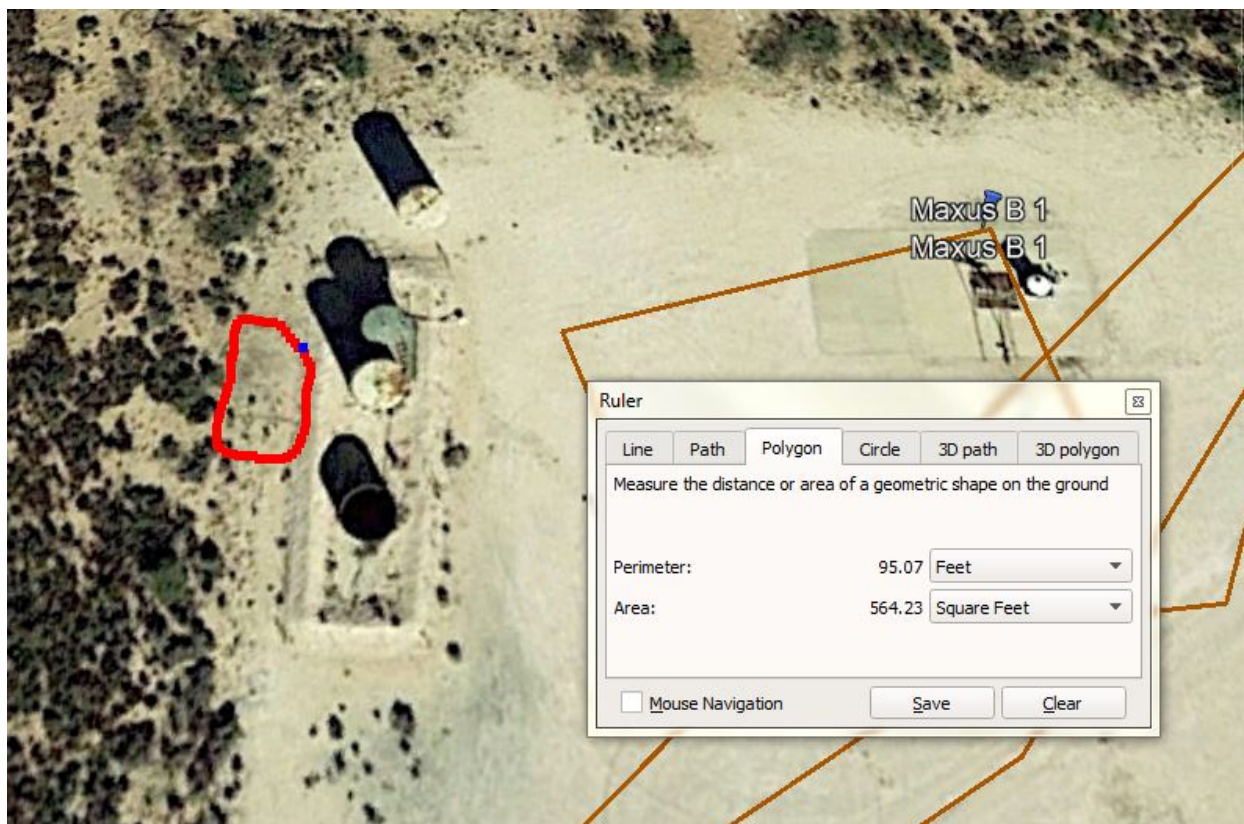 Maxus B 1
Maxus B 1
Ruler
Line Path Polygon Circle 3D path 3D polygon
Measure the distance or area of a geometric shape on the ground
Perimeter: 95.07 Feet
Area: 564.23 Square Feet
Mouse Navigation Save Clear